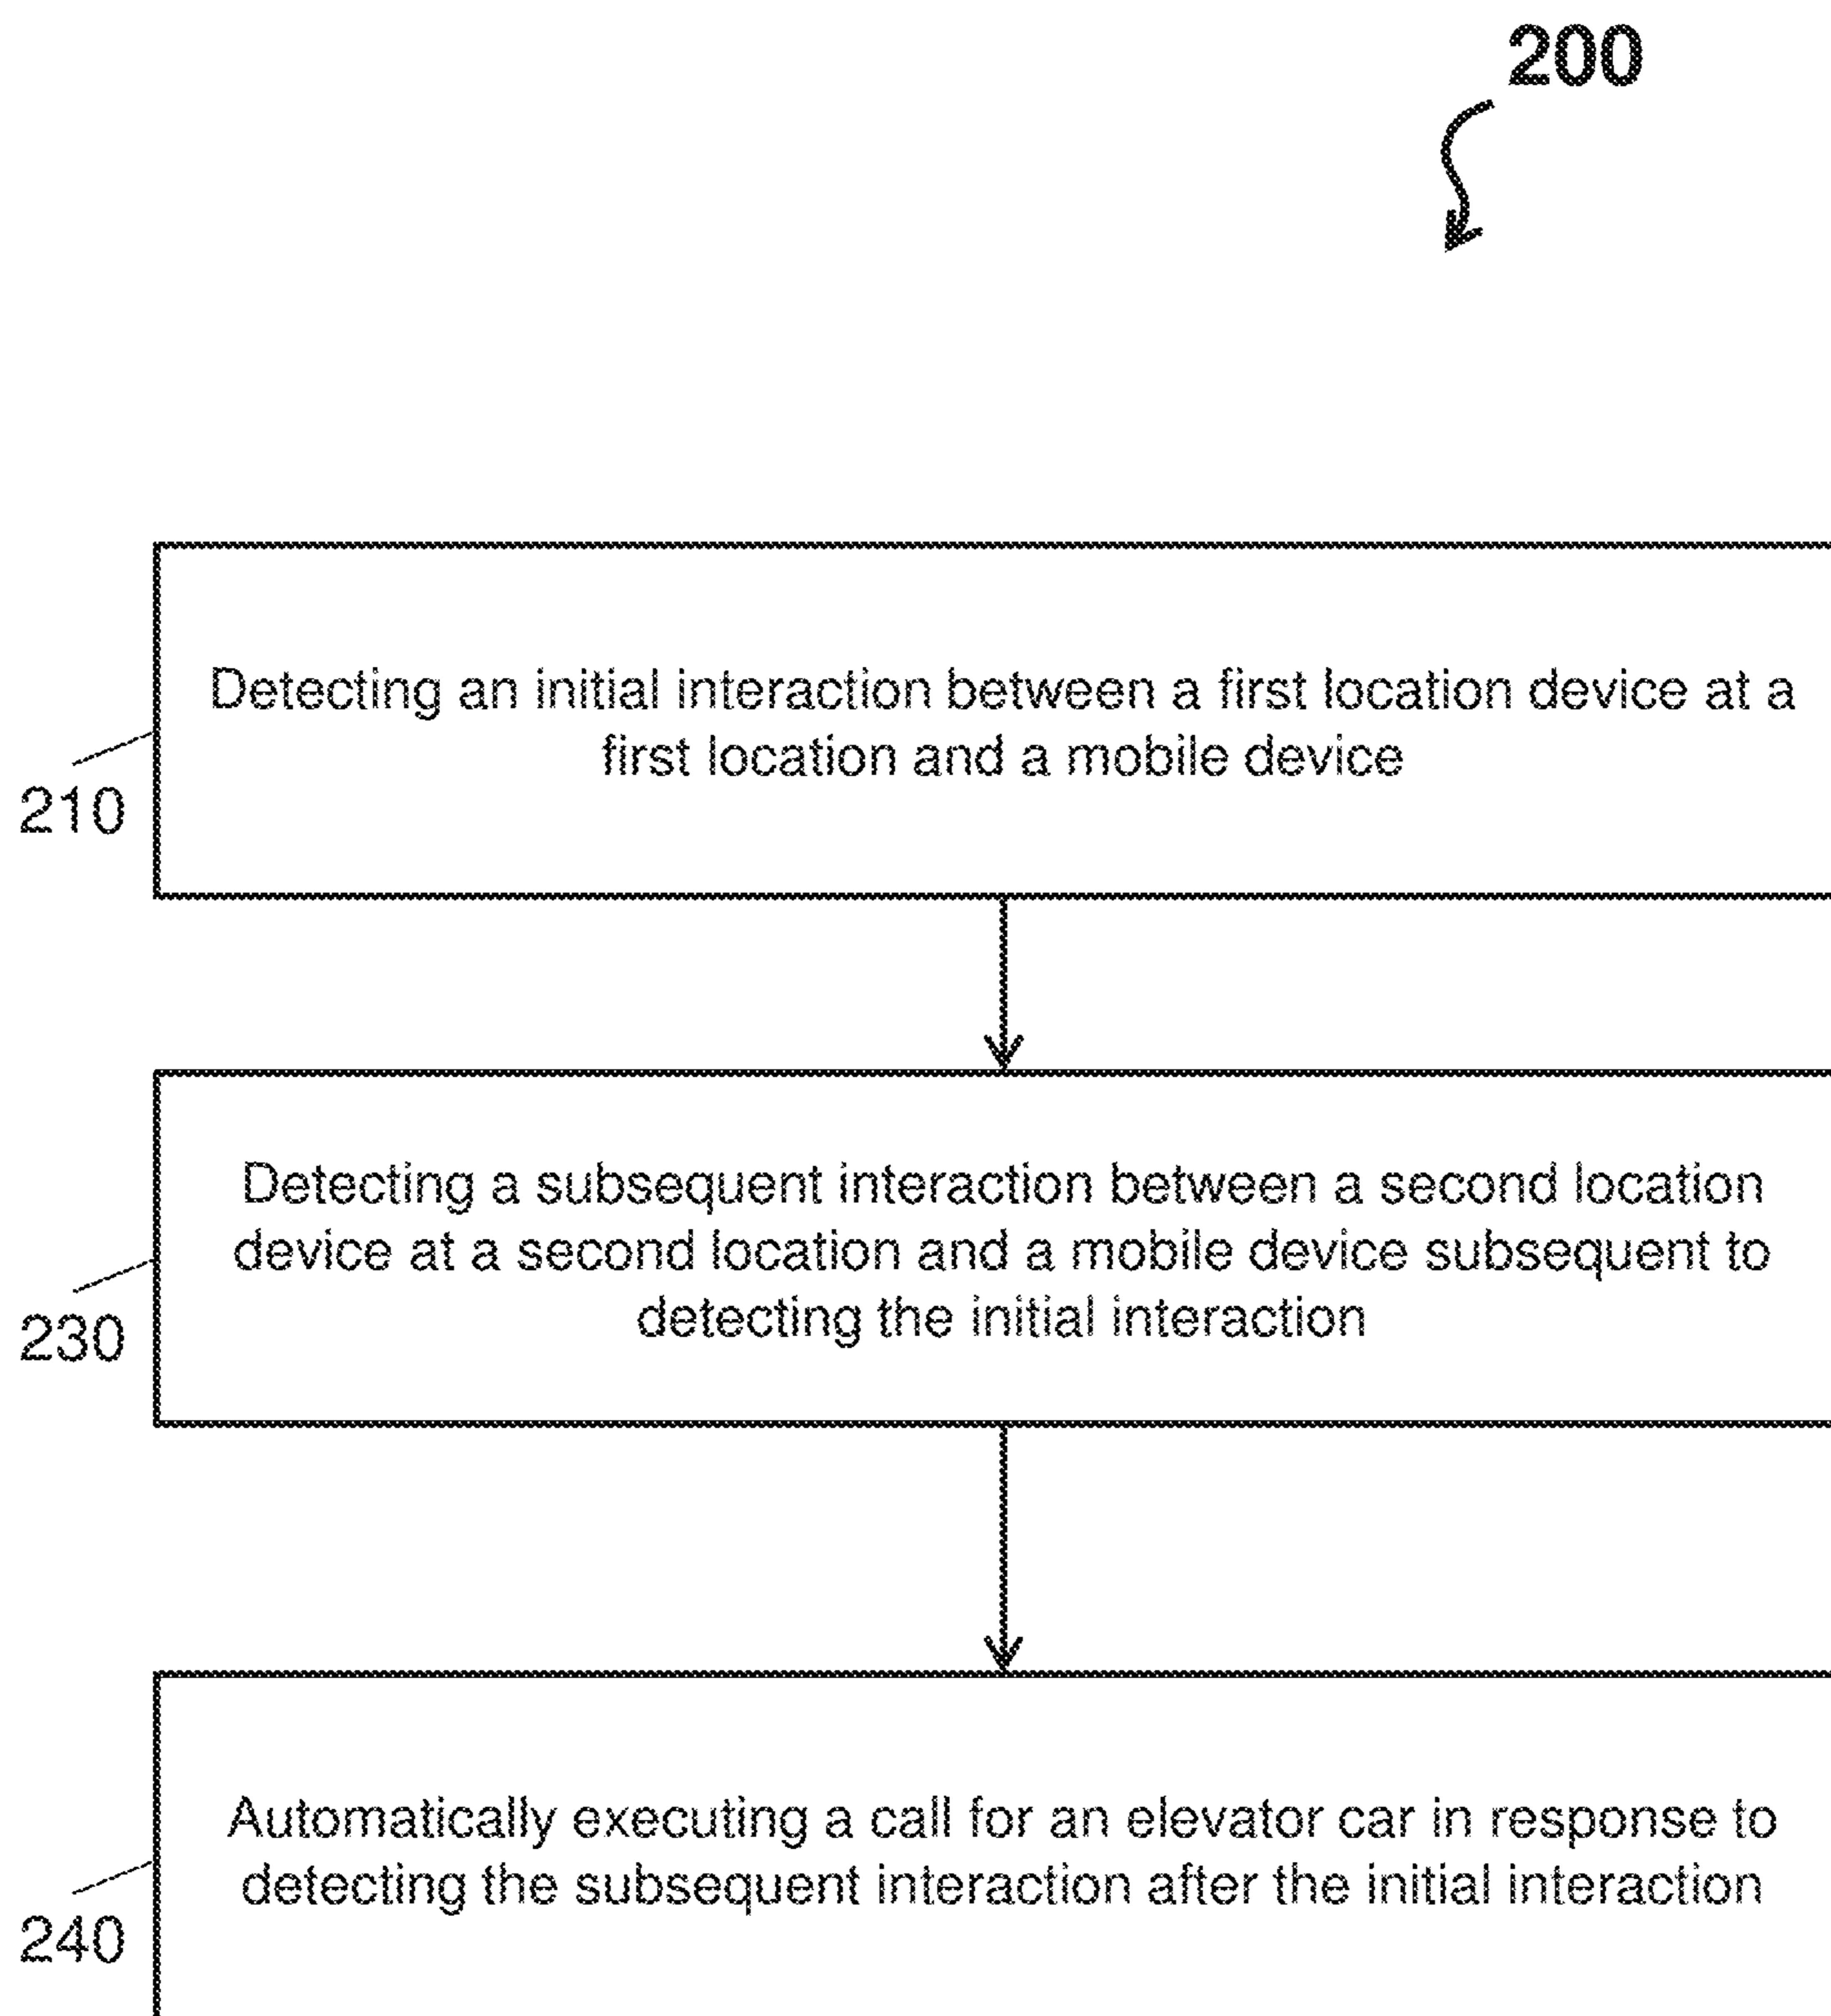 200
Detecting an initial interaction between a first location device at a
first location and a mobile device
210
Detecting a subsequent interaction between a second location
device at a second location and a mobile device subsequent to
detecting the initial interaction
230
Automatically executing a call for an elevator car in response to
detecting the subsequent interaction after the initial interaction
240